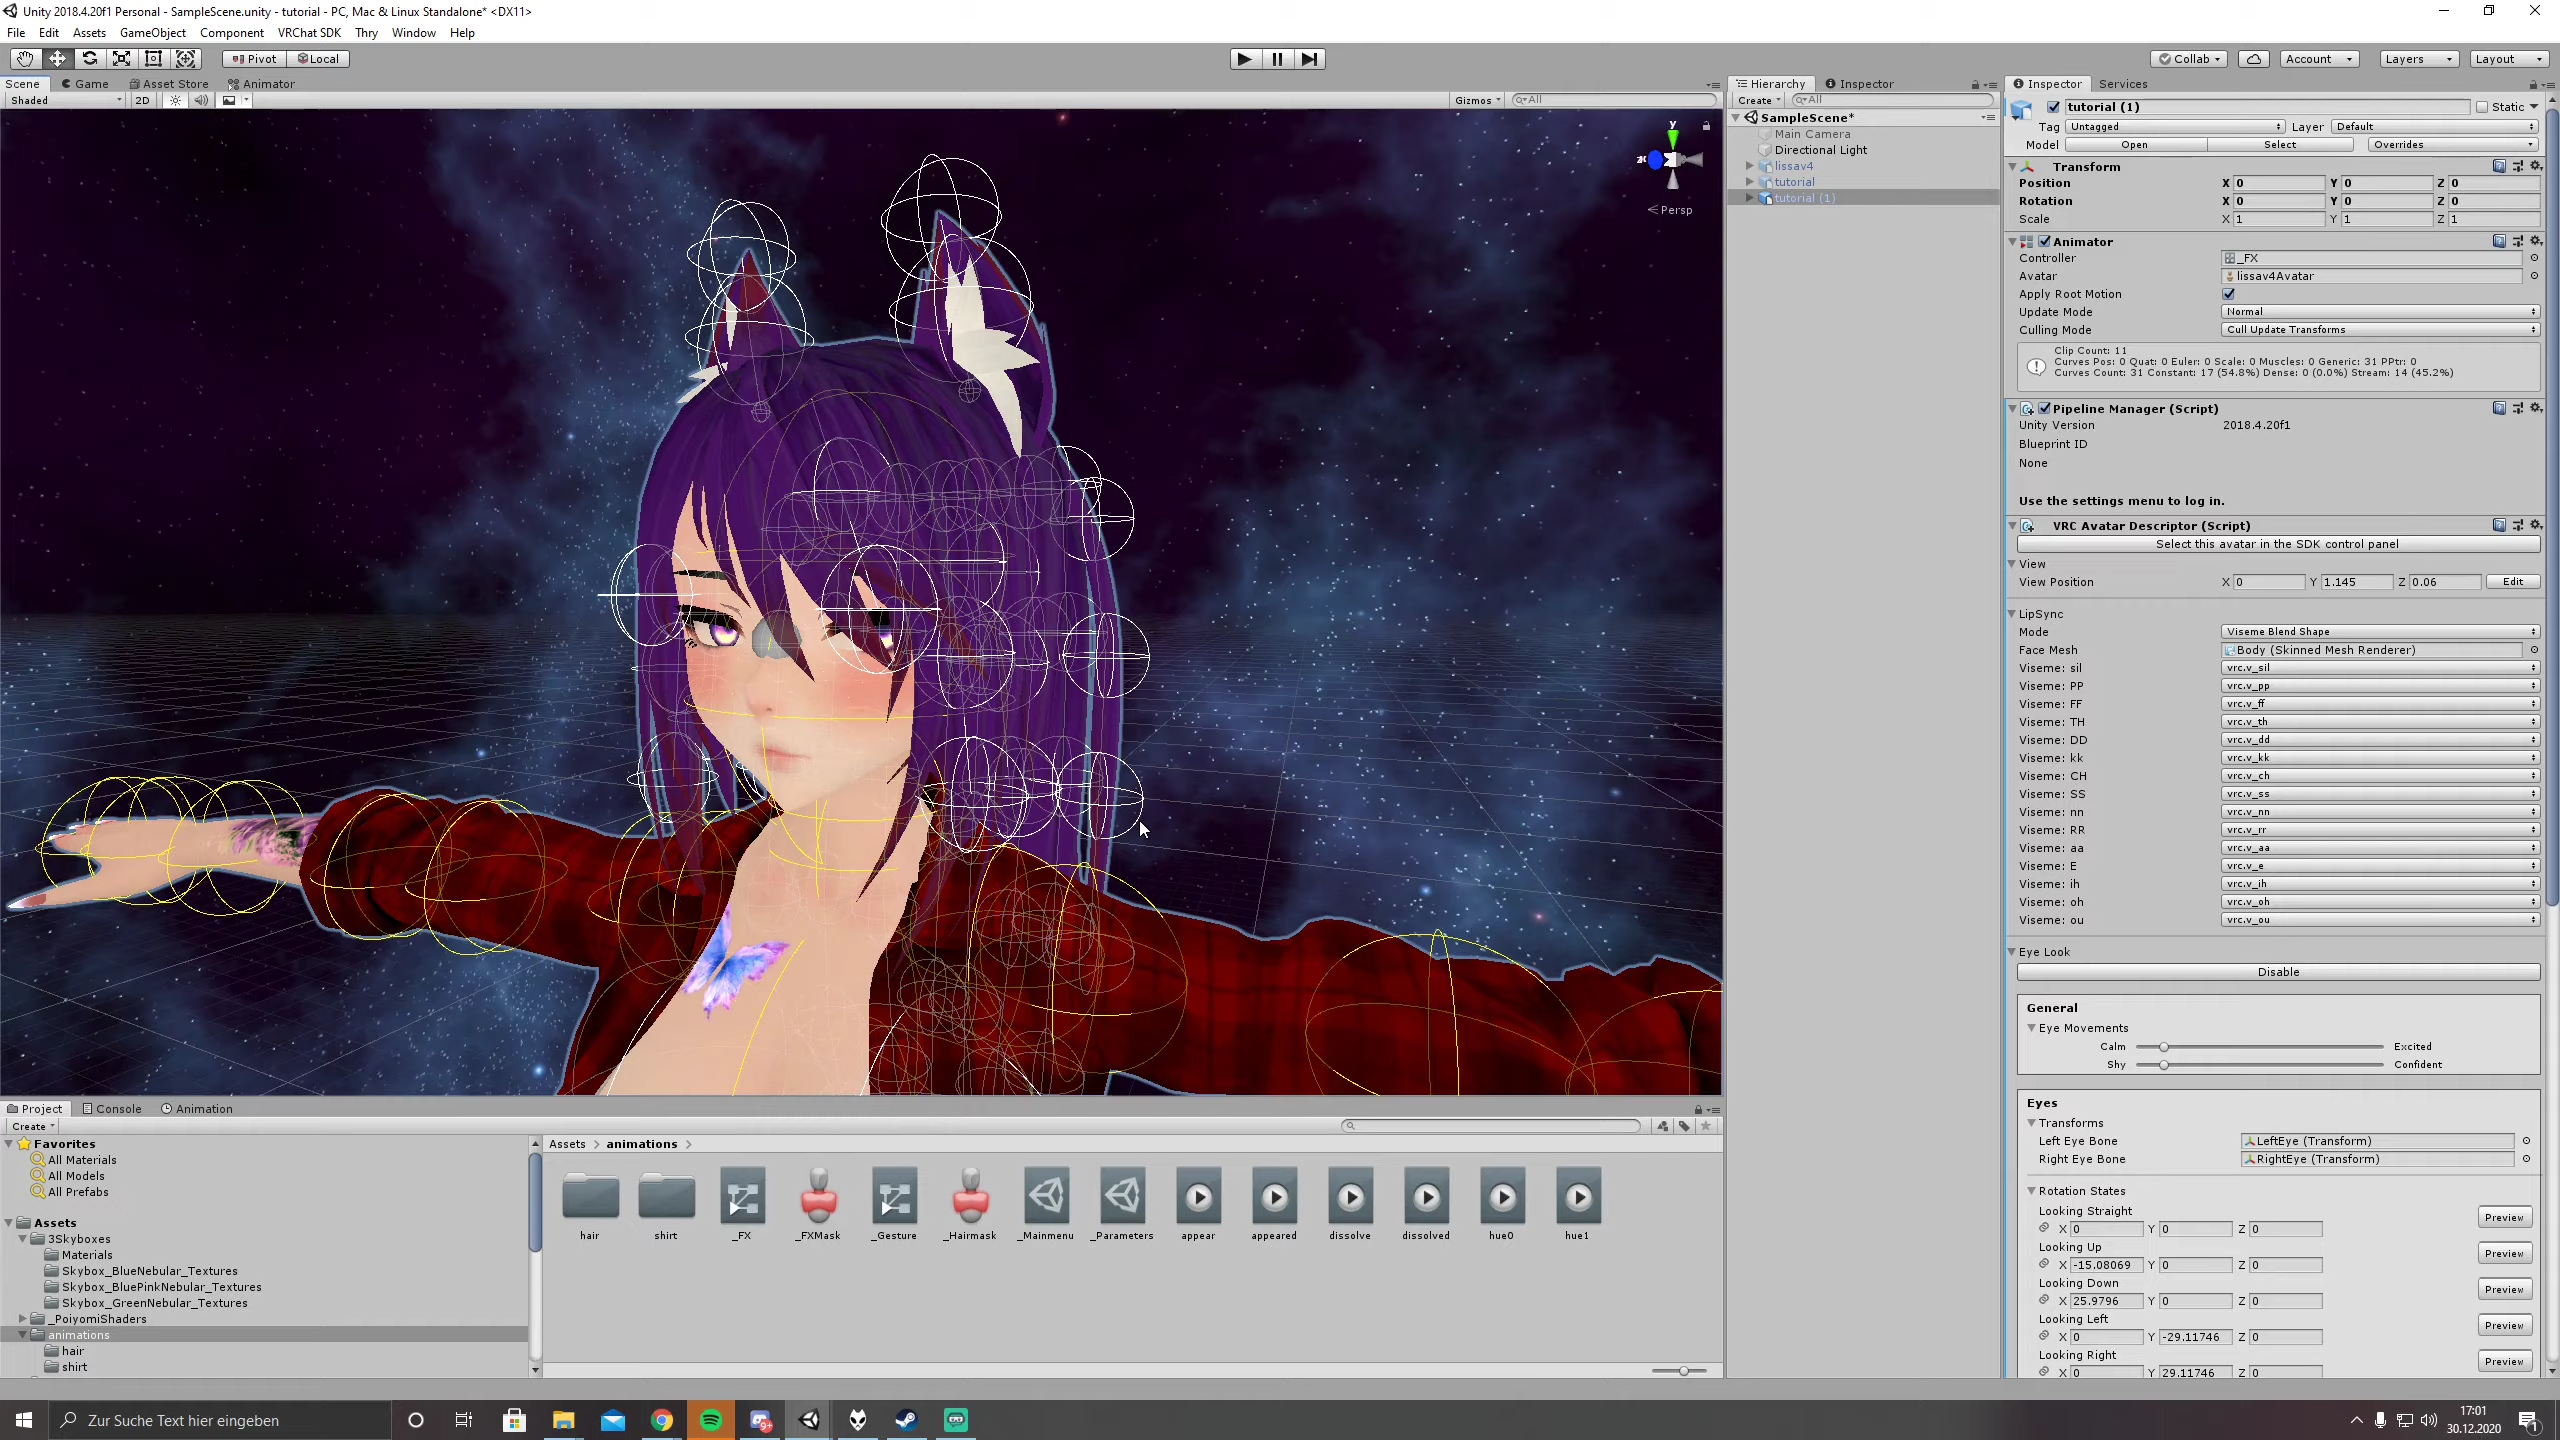 Unity 2018.4.20f1 Personal - SampleScene.unity - tutorial - PC, Mac & Linux Standalone* <DX11>
File Edit Assets GameObject Component VRChat SDK Thry Window Help
Pivot Local Collab Account Layers Layout
Scene Game Asset Store Animator
Shaded 2D Gizmos All
y
Persp
Hierarchy Inspector
Create All
SampleScene*
Main Camera
Directional Light
lissav4
tutorial
tutorial (1)
Inspector Services
tutorial (1) Static
Tag Untagged Layer Default
Model Open Select Overrides
Transform
Position X 0 Y 0 Z 0
Rotation X 0 Y 0 Z 0
Scale X 1 Y 1 Z 1
Animator
Controller _FX
Avatar lissav4Avatar
Apply Root Motion
Update Mode Normal
Culling Mode Cull Update Transforms
Clip Count: 11
Curves Pos: 0 Quat: 0 Euler: 0 Scale: 0 Muscles: 0 Generic: 31 PPtr: 0
Curves Count: 31 Constant: 17 (54.8%) Dense: 0 (0.0%) Stream: 14 (45.2%)
Pipeline Manager (Script)
Unity Version 2018.4.20f1
Blueprint ID
None
Use the settings menu to log in.
VRC Avatar Descriptor (Script)
Select this avatar in the SDK control panel
View
View Position X 0 Y 1.145 Z 0.06 Edit
LipSync
Mode Viseme Blend Shape
Face Mesh Body (Skinned Mesh Renderer)
Viseme: sil vrc.v_sil
Viseme: PP vrc.v_pp
Viseme: FF vrc.v_ff
Viseme: TH vrc.v_th
Viseme: DD vrc.v_dd
Viseme: kk vrc.v_kk
Viseme: CH vrc.v_ch
Viseme: SS vrc.v_ss
Viseme: nn vrc.v_nn
Viseme: RR vrc.v_rr
Viseme: aa vrc.v_aa
Viseme: E vrc.v_e
Viseme: ih vrc.v_ih
Viseme: oh vrc.v_oh
Viseme: ou vrc.v_ou
Eye Look
Disable
General
Eye Movements
Calm Excited
Shy Confident
Eyes
Transforms
Left Eye Bone LeftEye (Transform)
Right Eye Bone RightEye (Transform)
Rotation States
Looking Straight
X 0 Y 0 Z 0 Preview
Looking Up
X -15.08069 Y 0 Z 0 Preview
Looking Down
X 25.9796 Y 0 Z 0 Preview
Looking Left
X 0 Y -29.11746 Z 0 Preview
Looking Right
X 0 Y 29.11746 Z 0 Preview
Project Console Animation
Create
Favorites
All Materials
All Models
All Prefabs
Assets
3Skyboxes
Materials
Skybox_BlueNebular_Textures
Skybox_BluePinkNebular_Textures
Skybox_GreenNebular_Textures
_PoiyomiShaders
animations
hair
shirt
Assets > animations >
hair shirt _FX _FXMask _Gesture _Hairmask _Mainmenu _Parameters appear appeared dissolve dissolved hue0 hue1
Zur Suche Text hier eingeben
9+
17:01
30.12.2020
1